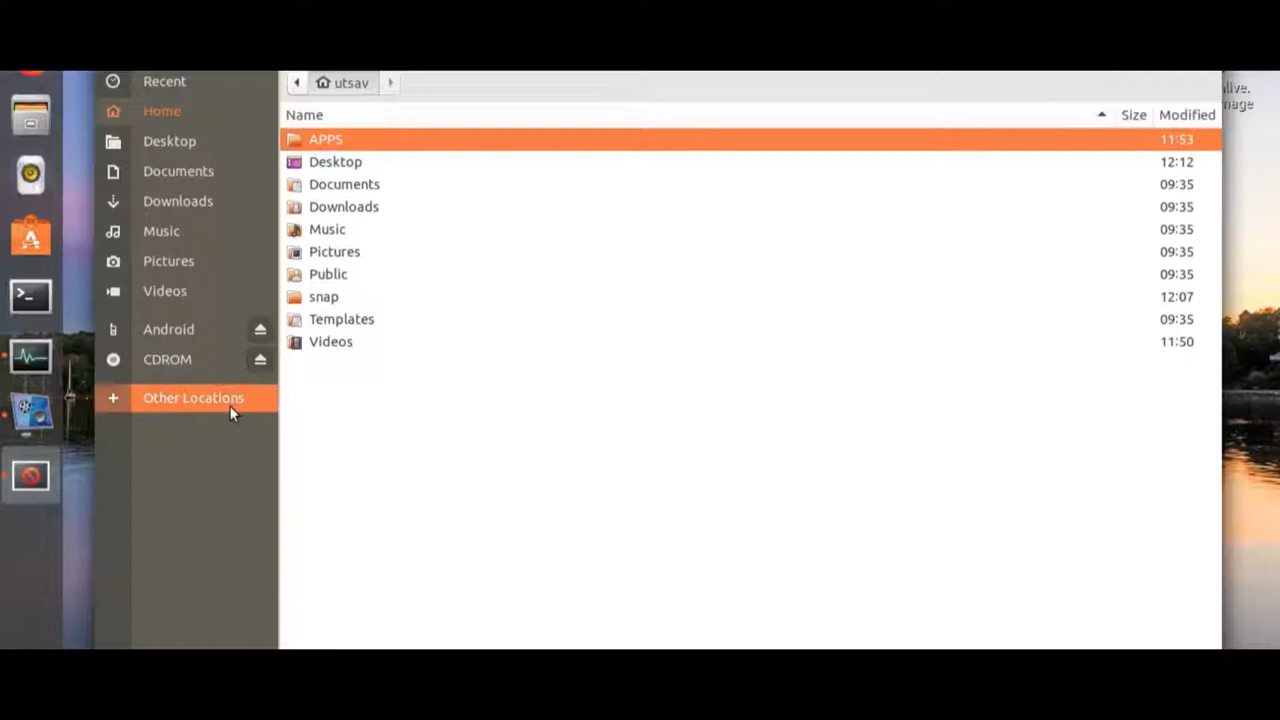 Recent
Home
Desktop
Documents
Downloads
Music
Pictures
Videos
Android
CDROM
Other Locations
utsav
Name Size Modified
APPS 11:53
Desktop 12:12
Documents 09:35
Downloads 09:35
Music 09:35
Pictures 09:35
Public 09:35
snap 12:07
Templates 09:35
Videos 11:50